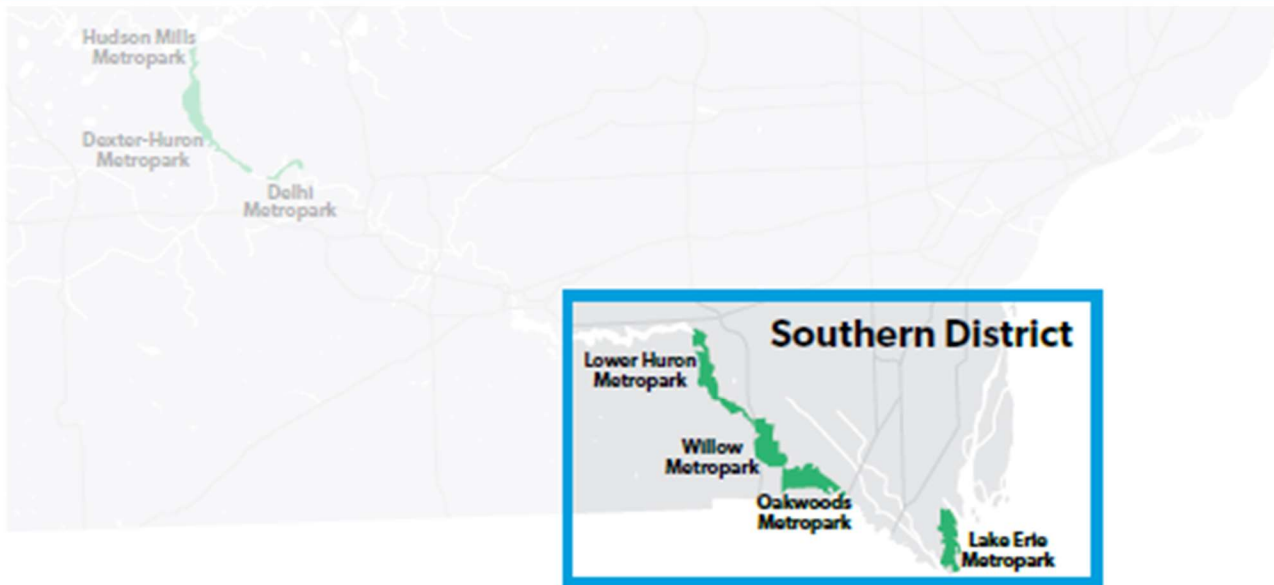 Hudson Mills
Metropark
Dexter-Huron
Metropark
Delhi
Metropark
Southern District
Lower Huron
Metropark
Willow
Metropark
Oakwoods
Metropark
Lake Erie
Metropark